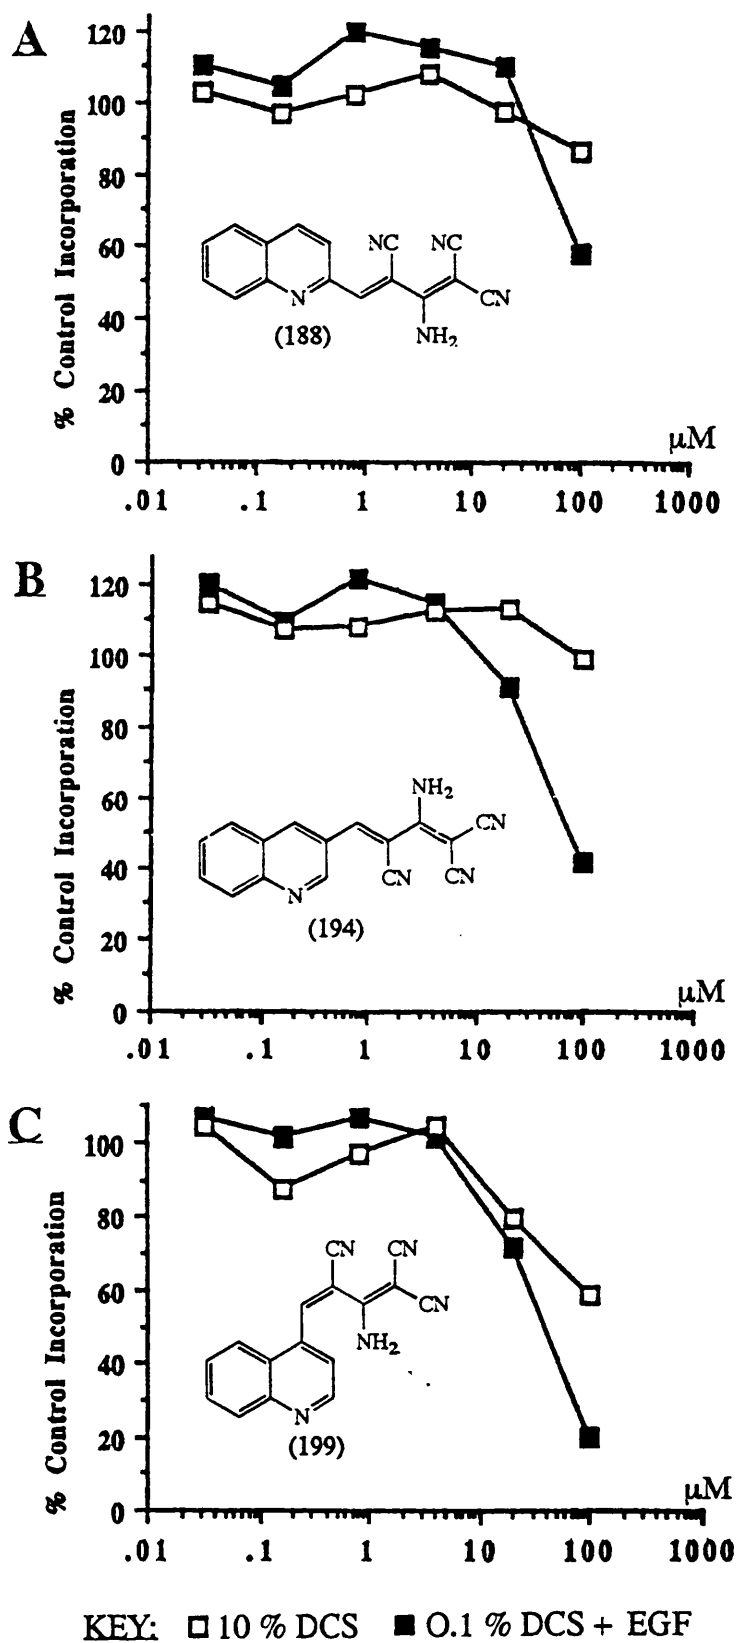 A
% Control Incorporation
120
100
80
60
40
20
0
NC NC
N CN
(188) NH2
μM
.01 .1 1 10 100 1000
B
% Control Incorporation
120
100
80
60
40
20
0
NH2
CN
CN CN
N
(194)
μM
.01 .1 1 10 100 1000
C
% Control Incorporation
100
80
60
40
20
0
CN CN
CN
NH2
N
(199)
μM
.01 .1 1 10 100 1000
KEY: 10 % DCS 0.1 % DCS + EGF